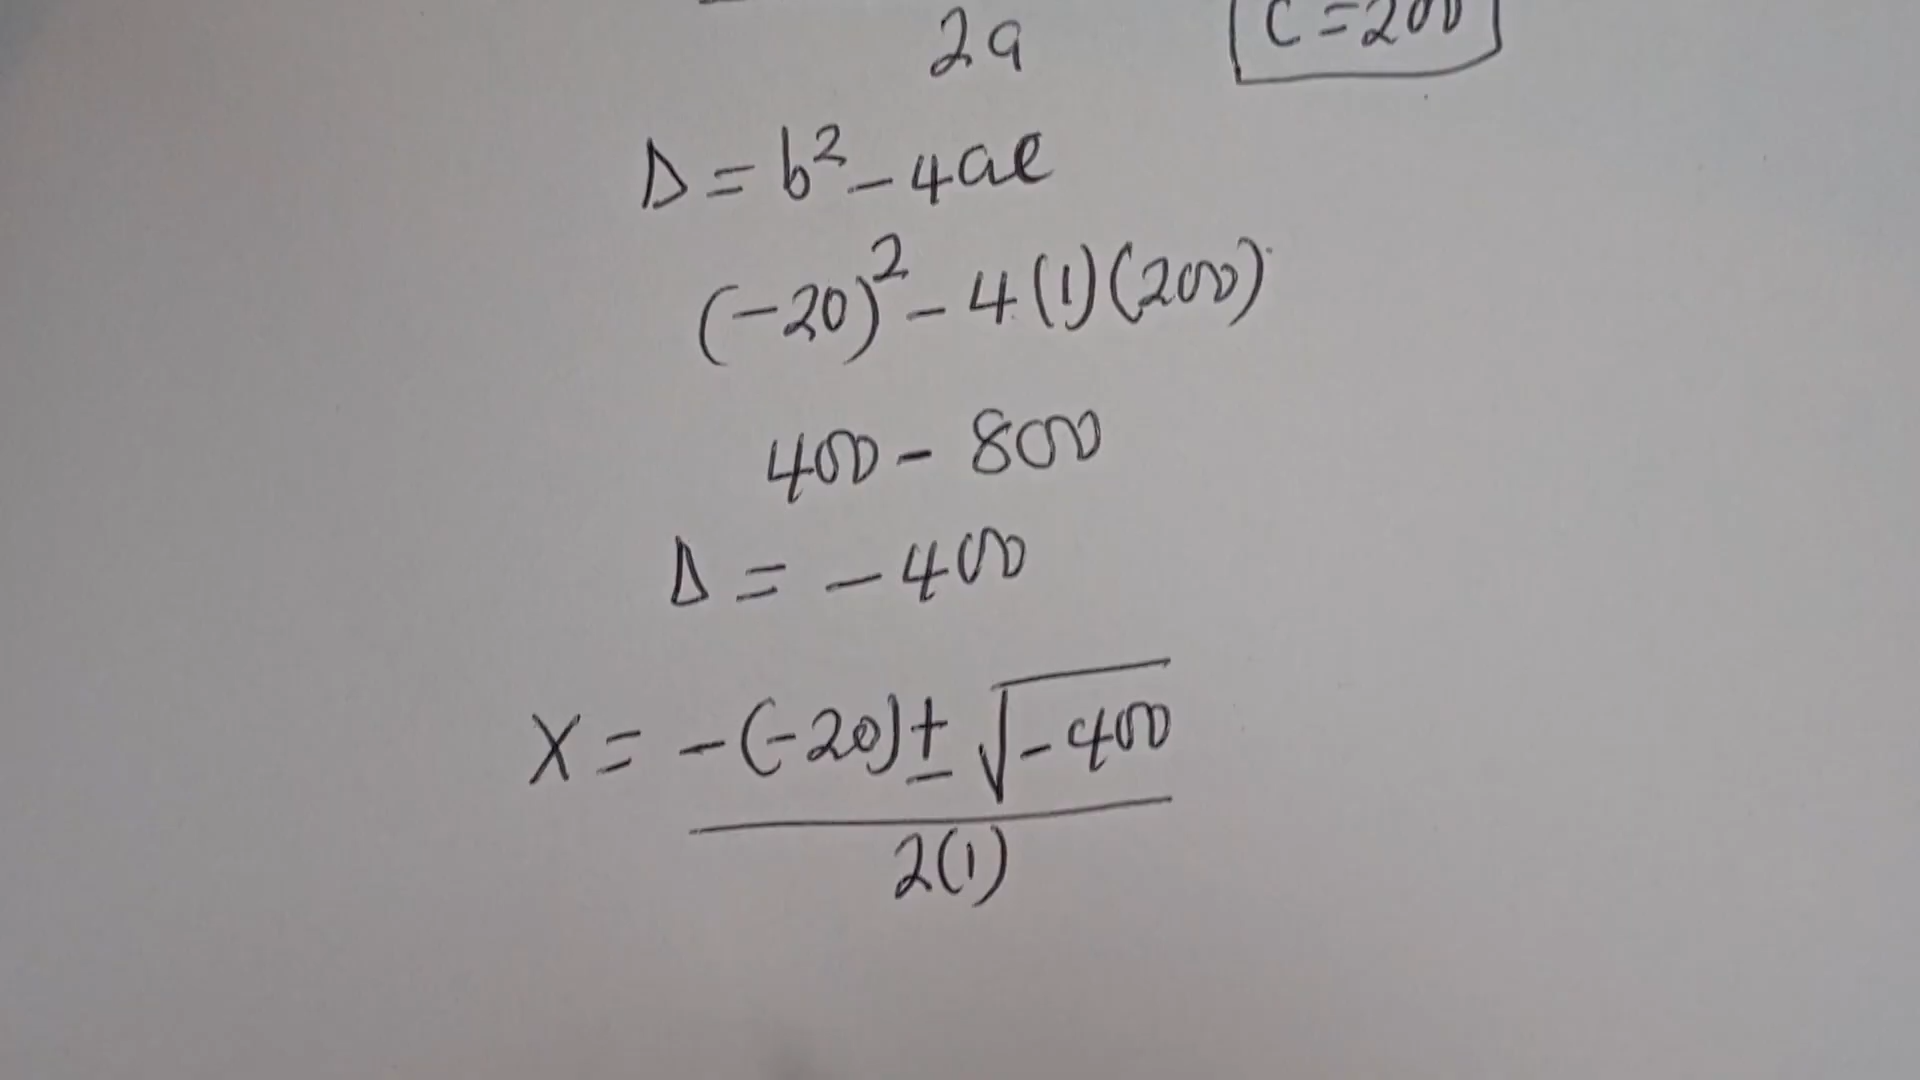 2a
C = 200
Δ = b² - 4ac
(-20)² - 4(1)(200)
400 - 800
Δ = - 400
X = -(-20) ± √-400
2(1)